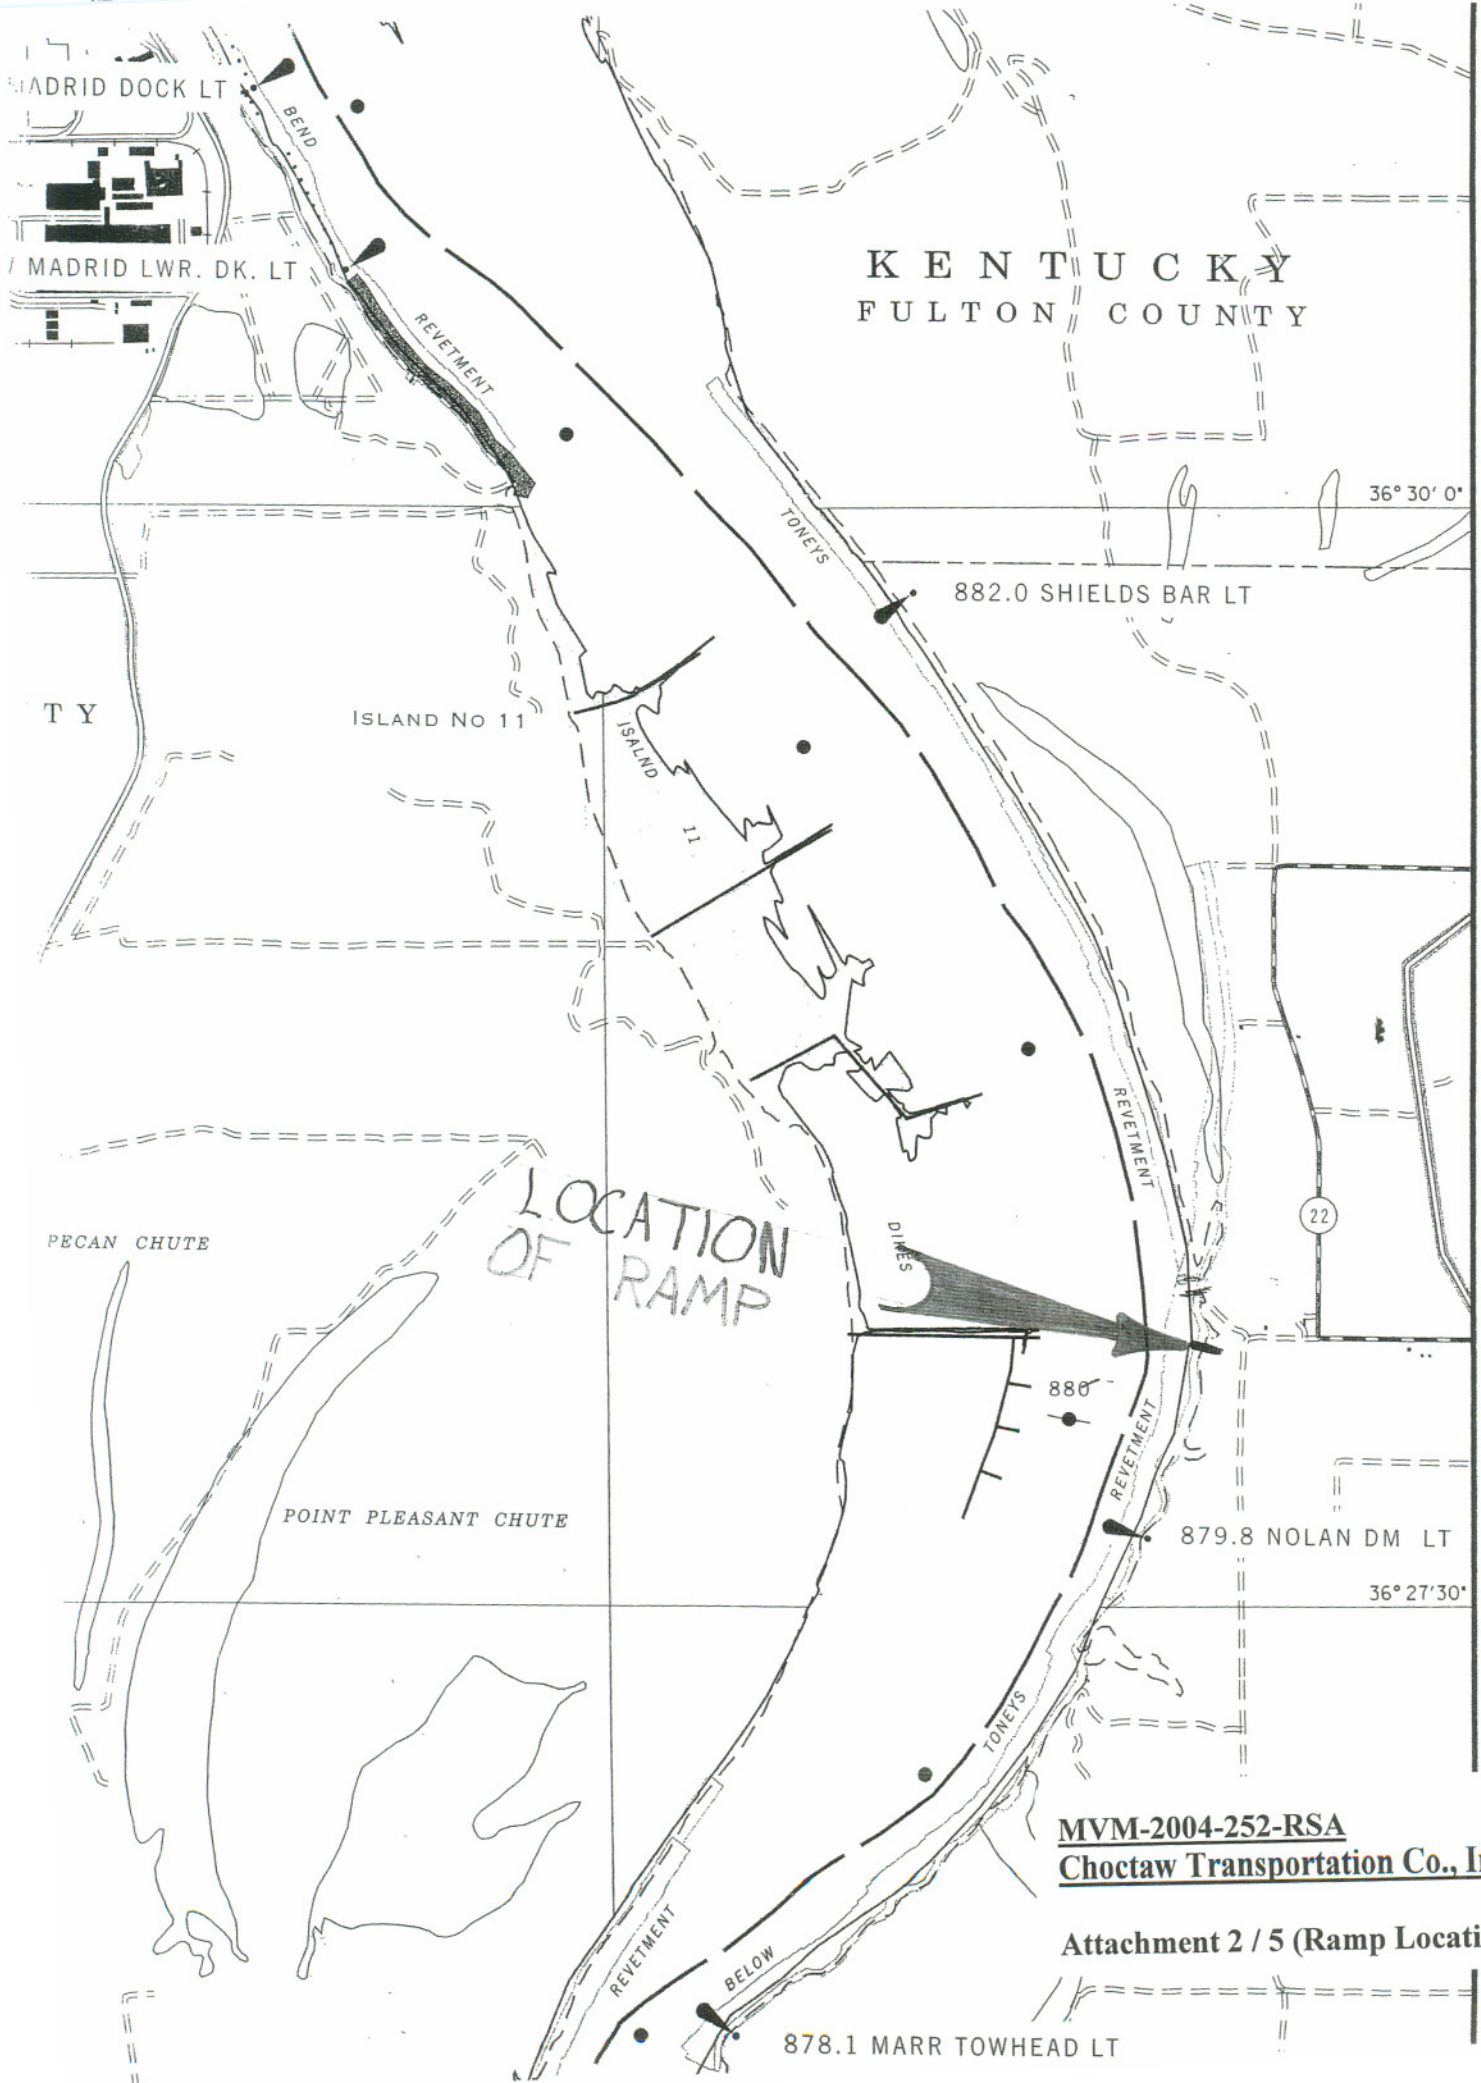 MADRID DOCK LT
BEND
MADRID LWR. DK. LT
REVETMENT
KENTUCKY
FULTON COUNTY
36° 30' 0"
TONEYS
882.0 SHIELDS BAR LT
TY
ISLAND NO 11
ISALND
11
REVETMENT
LOCATION
OF RAMP
DIKES
22
PECAN CHUTE
880
REVETMENT
POINT PLEASANT CHUTE
879.8 NOLAN DM LT
36° 27' 30"
TONEYS
MVM-2004-252-RSA
Choctaw Transportation Co.,
Attachment 2 / 5 (Ramp
REVETMENT
BELOW
878.1 MARR TOWHEAD LT